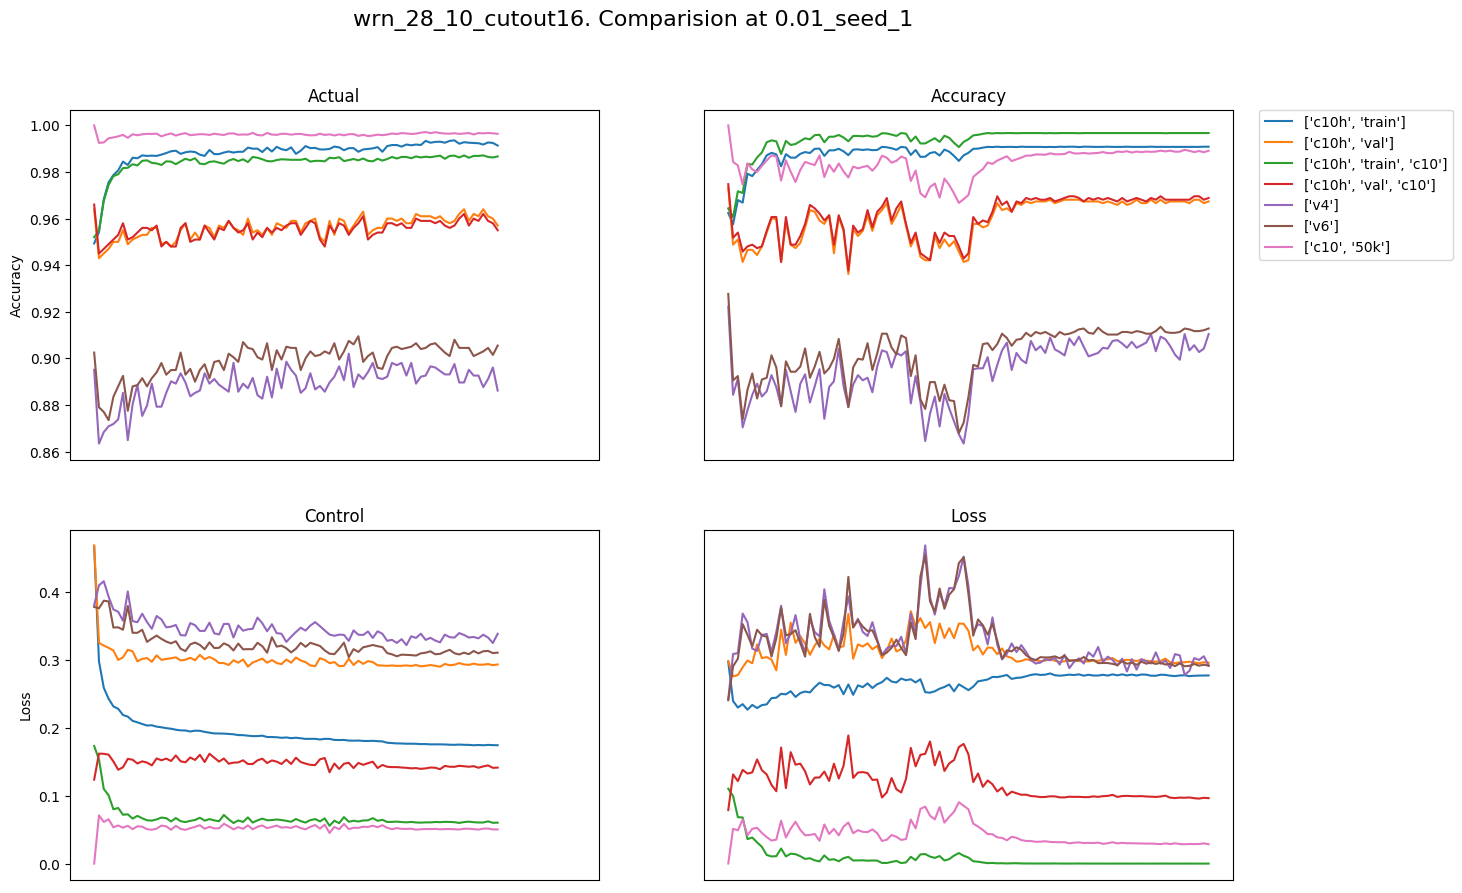 wrn_28_10_cutout16. Comparision at 0.01_seed_1
Actual
Accuracy
1.00
0.98
0.96
0.94
0.92
0.90
0.88
0.86
Accuracy
['c10h', 'train']
['c10h', 'val']
['c10h', 'train', 'c10']
['c10h', 'val', 'c10']
['v4']
['v6']
['c10', '50k']
Control
Loss
0.4
0.3
0.2
0.1
0.0
Loss